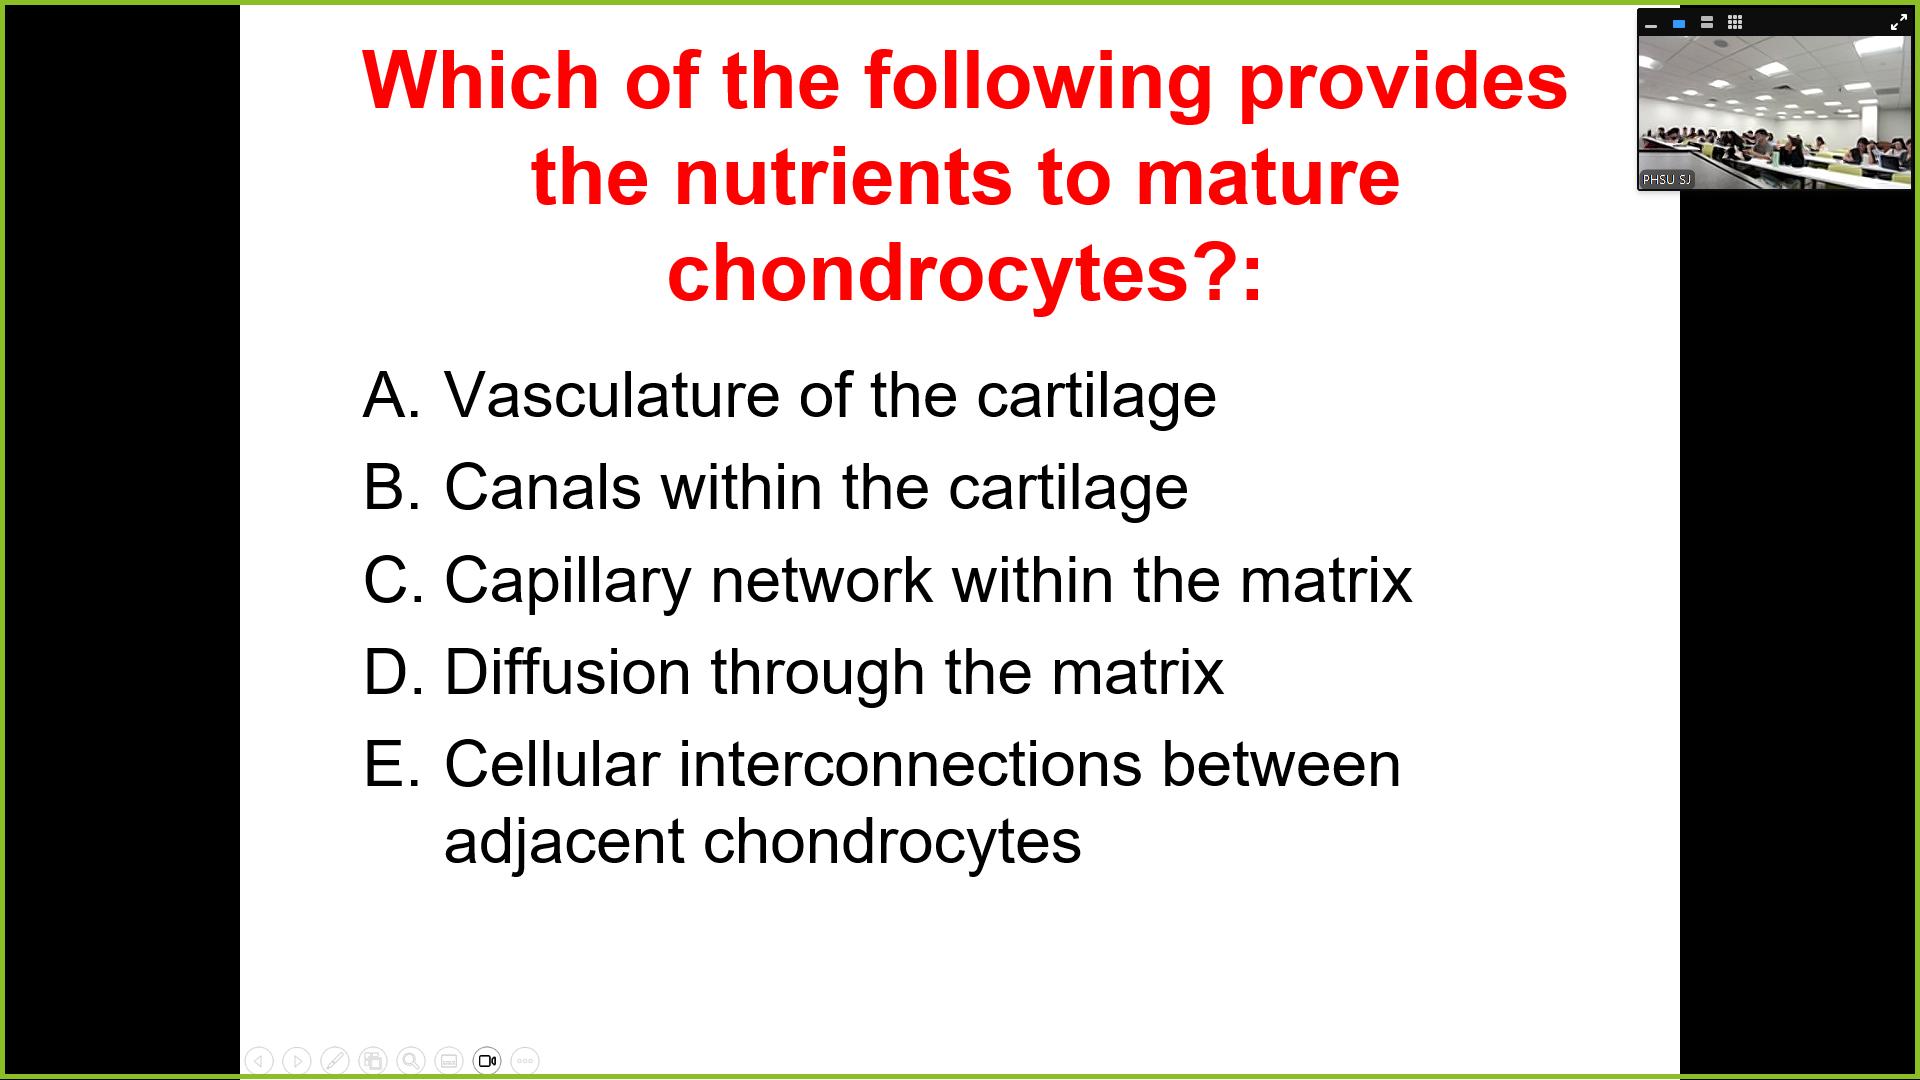 Which of the following provides
the nutrients to mature
chondrocytes?:
A. Vasculature of the cartilage
B. Canals within the cartilage
C. Capillary network within the matrix
D. Diffusion through the matrix
E. Cellular interconnections between
adjacent chondrocytes
PHSU SJ